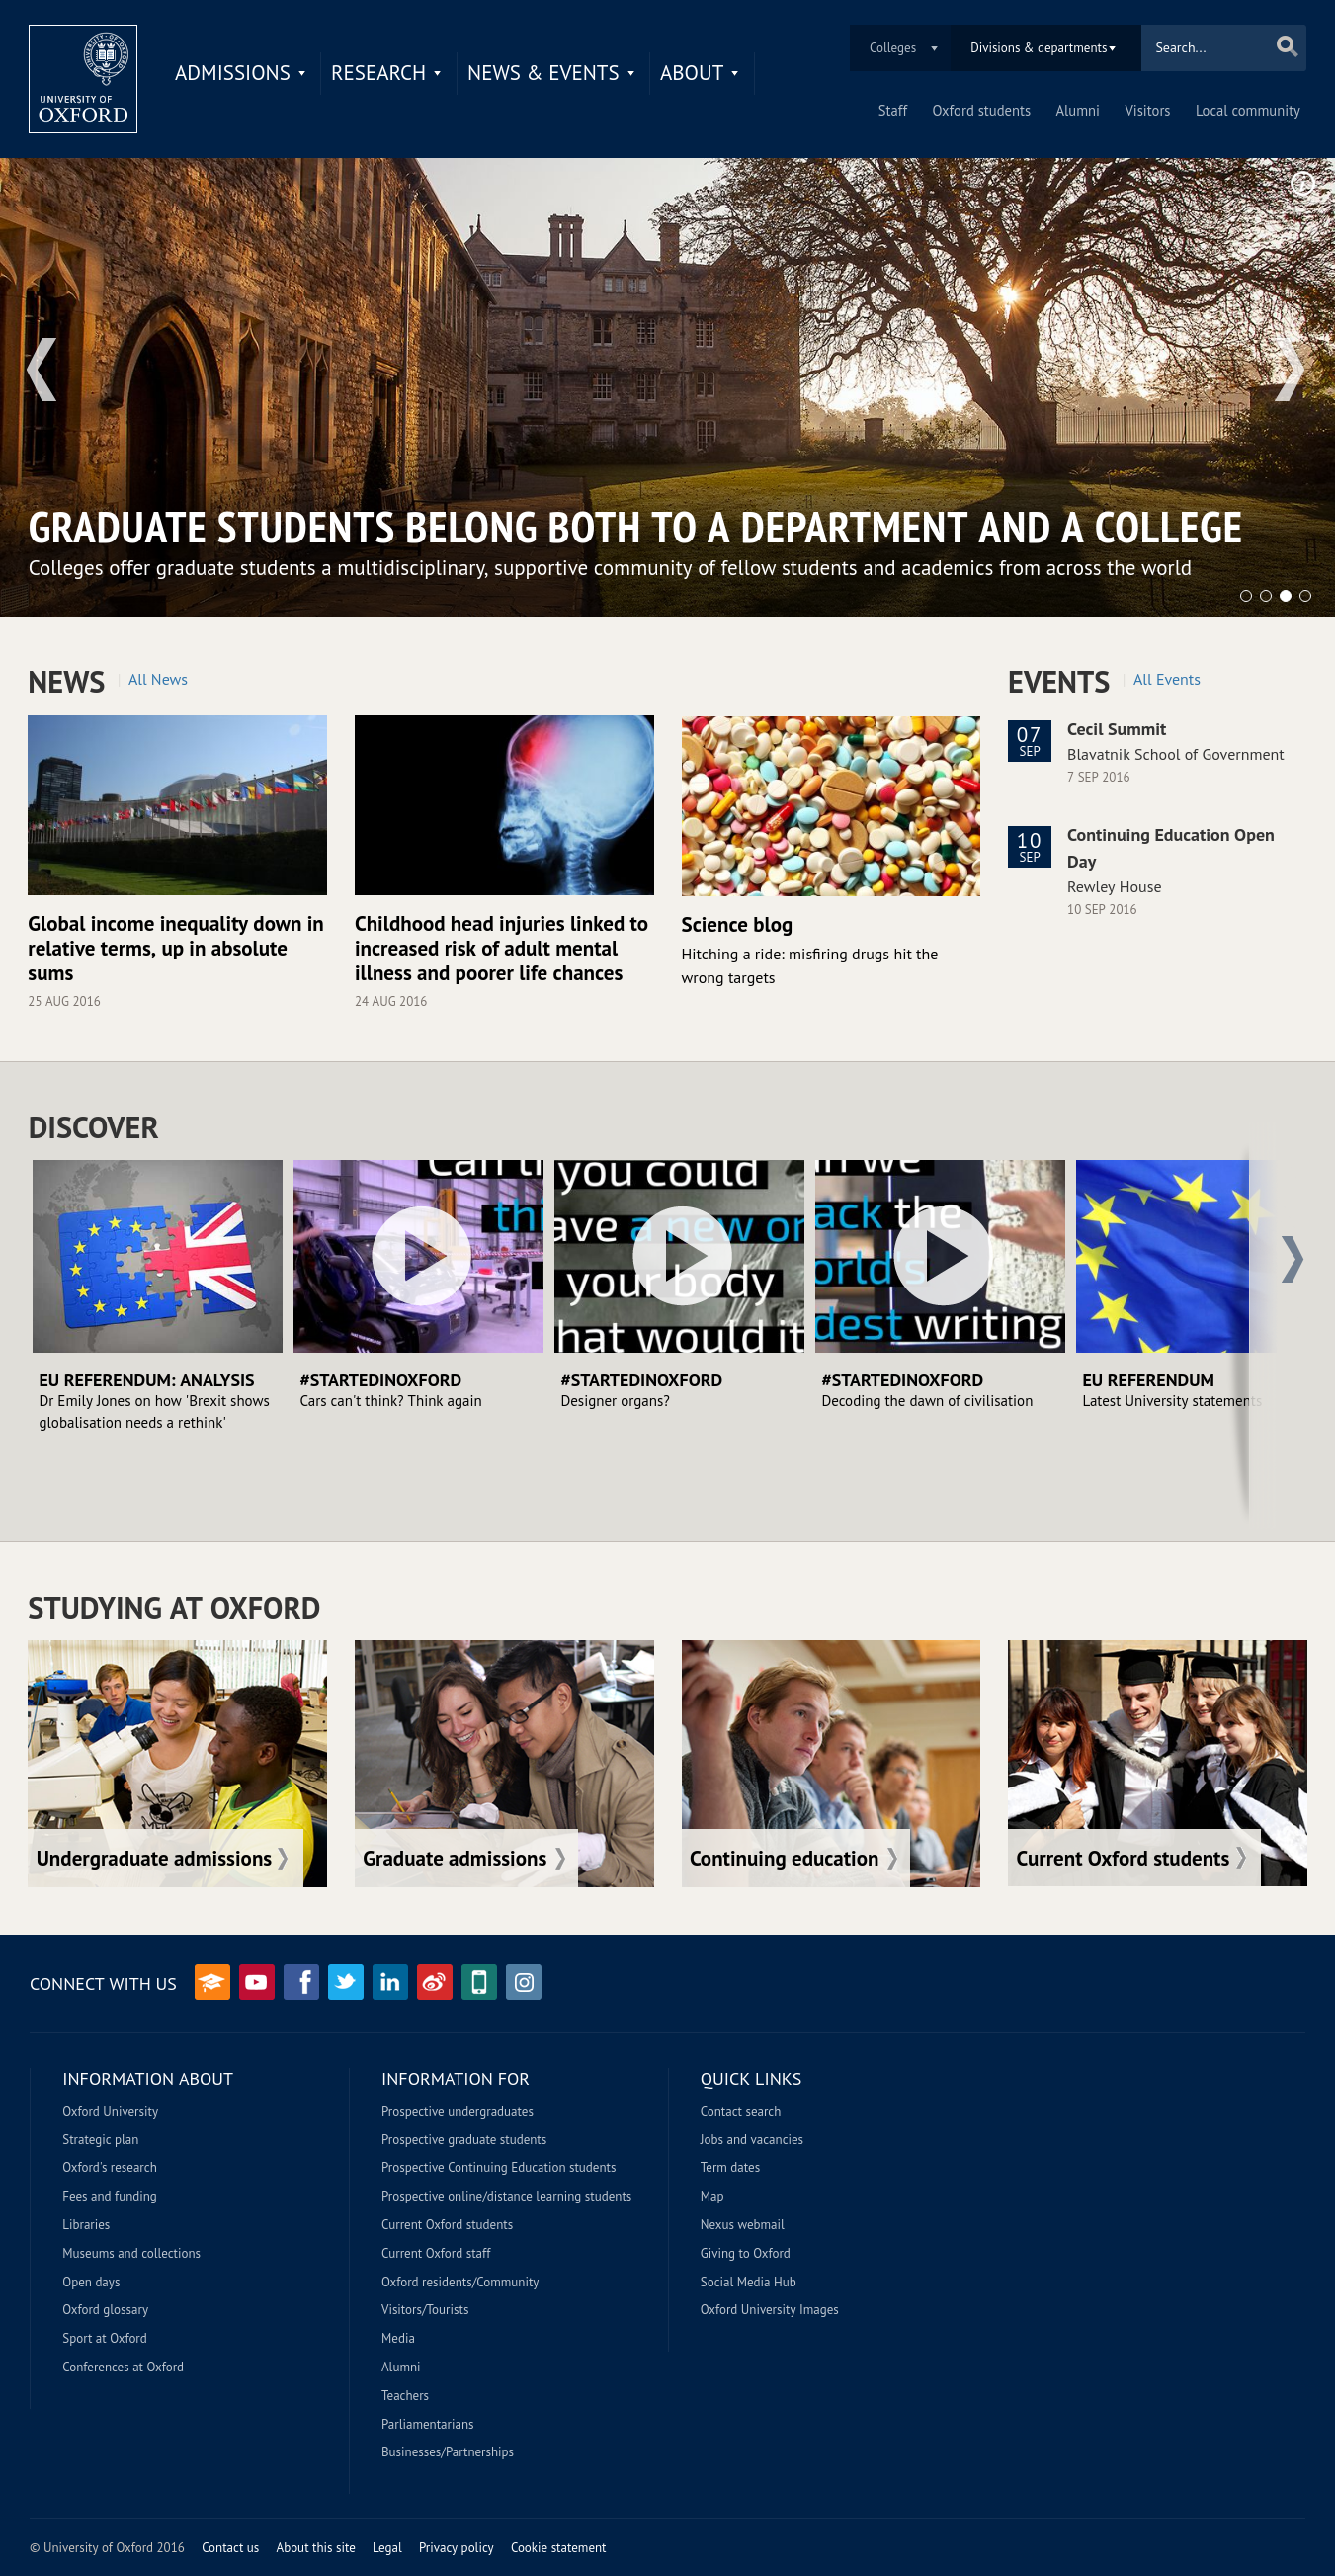 UNIVERSITY OF
OXFORD
ADMISSIONS
RESEARCH
NEWS & EVENTS
ABOUT
Colleges
Divisions & departments
Search...
Staff
Oxford students
Alumni
Visitors
Local community
GRADUATE STUDENTS BELONG BOTH TO A DEPARTMENT AND A COLLEGE
Colleges offer graduate students a multidisciplinary, supportive community of fellow students and academics from across the world
NEWS
All News
Global income inequality down in
relative terms, up in absolute
sums
25 AUG 2016
Childhood head injuries linked to
increased risk of adult mental
illness and poorer life chances
24 AUG 2016
Science blog
Hitching a ride: misfiring drugs hit the
wrong targets
EVENTS
All Events
07
SEP
Cecil Summit
Blavatnik School of Government
7 SEP 2016
10
SEP
Continuing Education Open
Day
Rewley House
10 SEP 2016
DISCOVER
EU REFERENDUM: ANALYSIS
Dr Emily Jones on how 'Brexit shows
globalisation needs a rethink'
#STARTEDINOXFORD
Cars can't think? Think again
you could
a new
your body
hat would it
#STARTEDINOXFORD
Designer organs?
the
writing
#STARTEDINOXFORD
Decoding the dawn of civilisation
EU REFERENDUM
Latest University statements
STUDYING AT OXFORD
Undergraduate admissions
Graduate admissions
Continuing education
Current Oxford students
CONNECT WITH US
INFORMATION ABOUT
Oxford University
Strategic plan
Oxford's research
Fees and funding
Libraries
Museums and collections
Open days
Oxford glossary
Sport at Oxford
Conferences at Oxford
INFORMATION FOR
Prospective undergraduates
Prospective graduate students
Prospective Continuing Education students
Prospective online/distance learning students
Current Oxford students
Current Oxford staff
Oxford residents/Community
Visitors/Tourists
Media
Alumni
Teachers
Parliamentarians
Businesses/Partnerships
QUICK LINKS
Contact search
Jobs and vacancies
Term dates
Map
Nexus webmail
Giving to Oxford
Social Media Hub
Oxford University Images
© University of Oxford 2016
Contact us
About this site
Legal
Privacy policy
Cookie statement